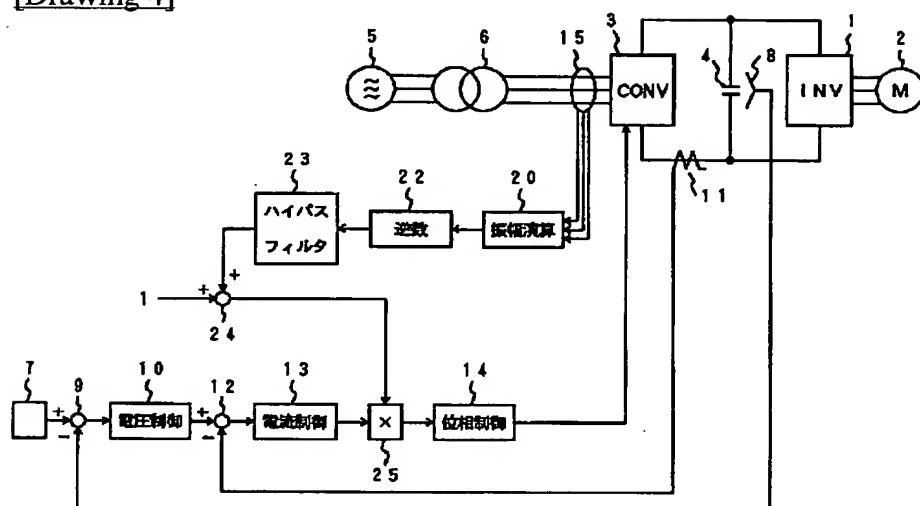 [Drawing 4]
5
6
15
3
4
8
1
2
CONV
INV
M
11
23
22
20
ハイパス
フィルタ
逆数
振幅演算
+
1
+
24
7
9
10
12
13
14
+
-
電圧制御
+
-
電流制御
×
位相制御
25